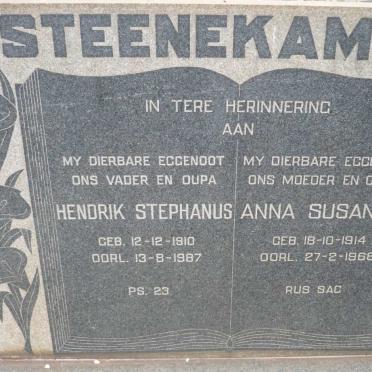 STEENEKAM
IN TERE HERINNERING
AAN
MY DIERBARE EGGENOOT
ONS VADER EN OUPA
HENDRIK STEPHANUS
GEB. 12-12-1910
OORL. 13-8-1987
PS. 23
MY DIERBARE EGGE
ONS MOEDER EN O
ANNA SUSAN
GEB. 18-10-1914
OORL. 27-2-1968
RUS SAG